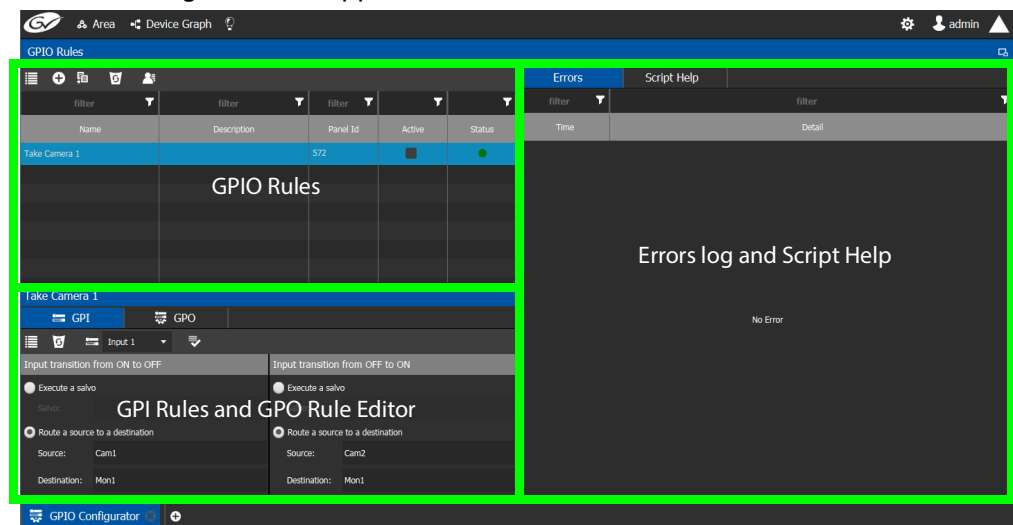 GV Area Device Graph admin
GPIO Rules
Errors Script Help
filter filter filter filter filter
Name Description Panel Id Active Status Time Detail
Take Camera 1 572
GPIO Rules
Errors log and Script Help
Take Camera 1
GPI GPO
No Error
Input 1
Input transition from ON to OFF Input transition from OFF to ON
Execute a salvo Execute a salvo
Salvo:
GPI Rules and GPO Rule Editor
Route a source to a destination Route a source to a destination
Source: Cam1 Source: Cam2
Destination: Mon1 Destination: Mon1
GPIO Configurator